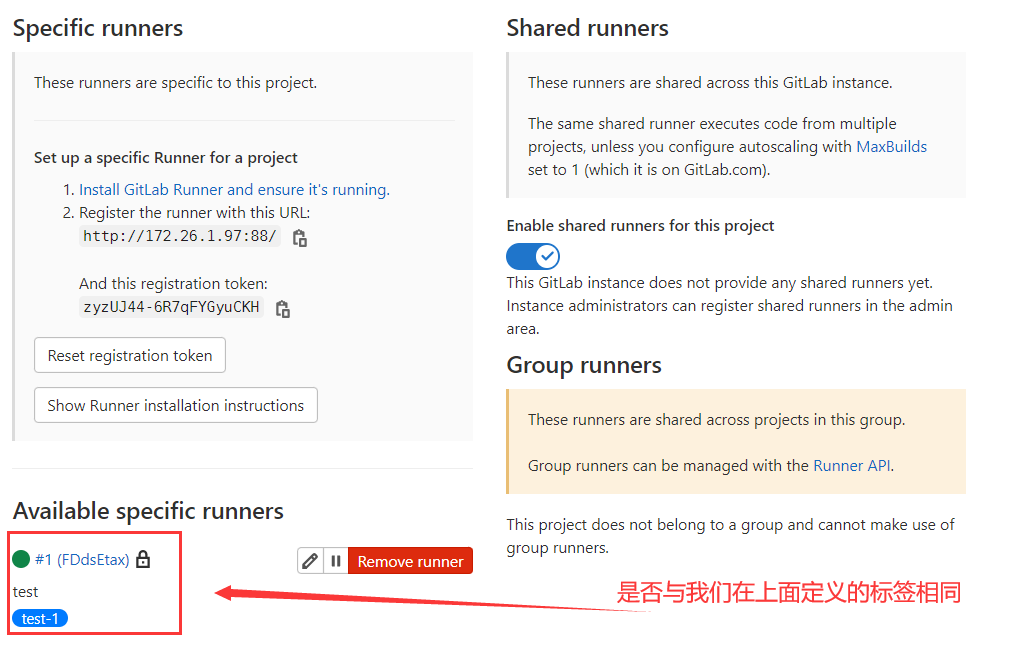 Specific runners
These runners are specific to this project.
Set up a specific Runner for a project
1. Install GitLab Runner and ensure it's running.
2. Register the runner with this URL:
http://172.26.1.97:88/
And this registration token:
zyzUJ44-6R7qFYGyuCKH
Reset registration token
Show Runner installation instructions
Available specific runners
#1 (FDdsEtax)
Remove runner
test
test-1
Shared runners
These runners are shared across this GitLab instance.
The same shared runner executes code from multiple
projects, unless you configure autoscaling with MaxBuilds
set to 1 (which it is on GitLab.com).
Enable shared runners for this project
This GitLab instance does not provide any shared runners yet.
Instance administrators can register shared runners in the admin
area.
Group runners
These runners are shared across projects in this group.
Group runners can be managed with the Runner API.
This project does not belong to a group and cannot make use of
group runners.
是否与我们在上面定义的标签相同